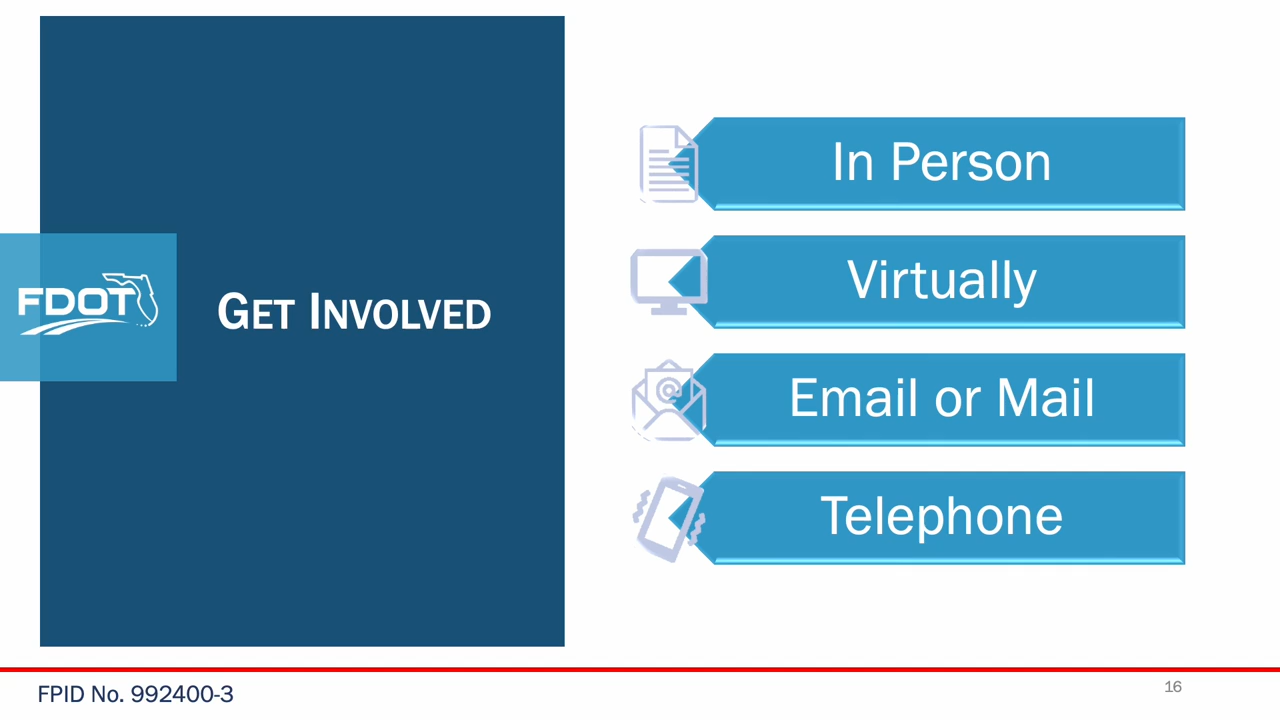 FDOT
GET INVOLVED
In Person
Virtually
Email or Mail
Telephone
FPID No. 992400-3
16